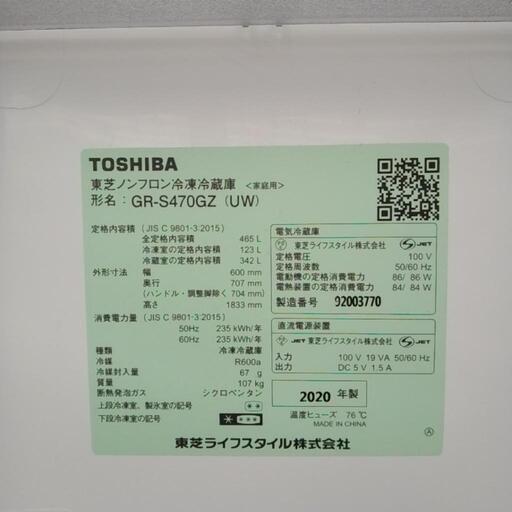 TOSHIBA
東芝ノンフロン冷凍冷蔵庫 <家庭用>
形名: GR-S470GZ (UW)
定格内容積 (JIS C 9801-3:2015)
全定格内容積 465 L
冷凍室の定格内容積 123 L
冷蔵室の定格内容積 342 L
外形寸法 幅 600 mm
奥行 707 mm
(ハンドル・調整脚除く 704 mm)
高さ 1833 mm
消費電力量 (JIS C 9801-3:2015)
50Hz 235 kWh/年
60Hz 235 kWh/年
種類 冷凍冷蔵庫
冷媒 R600a
冷媒封入量 67 g
質量 107 kg
断熱発泡ガス シクロペンタン
上段冷凍室、製氷室の記号
下段冷凍室の記号
電気冷蔵庫
JET 東芝ライフスタイル株式会社 S JET
定格電圧 100 V
定格周波数 50/60 Hz
電動機の定格消費電力 86/ 86 W
電熱装置の定格消費電力 84/ 84 W
製造番号 92003770
直流電源装置
JET 東芝ライフスタイル株式会社 S JET
入力 100 V 19 VA 50/60 Hz
出力 DC 5 V 1.5 A
2020 年製
温度ヒューズ 76℃
MADE IN CHINA
東芝ライフスタイル株式会社
A